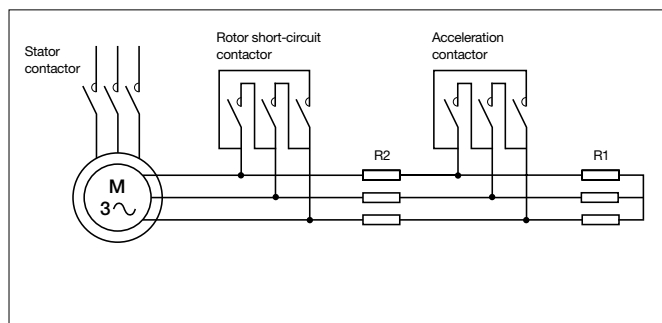 Stator
contactor
Rotor short-circuit
contactor
Acceleration
contactor
R2
R1
M
3